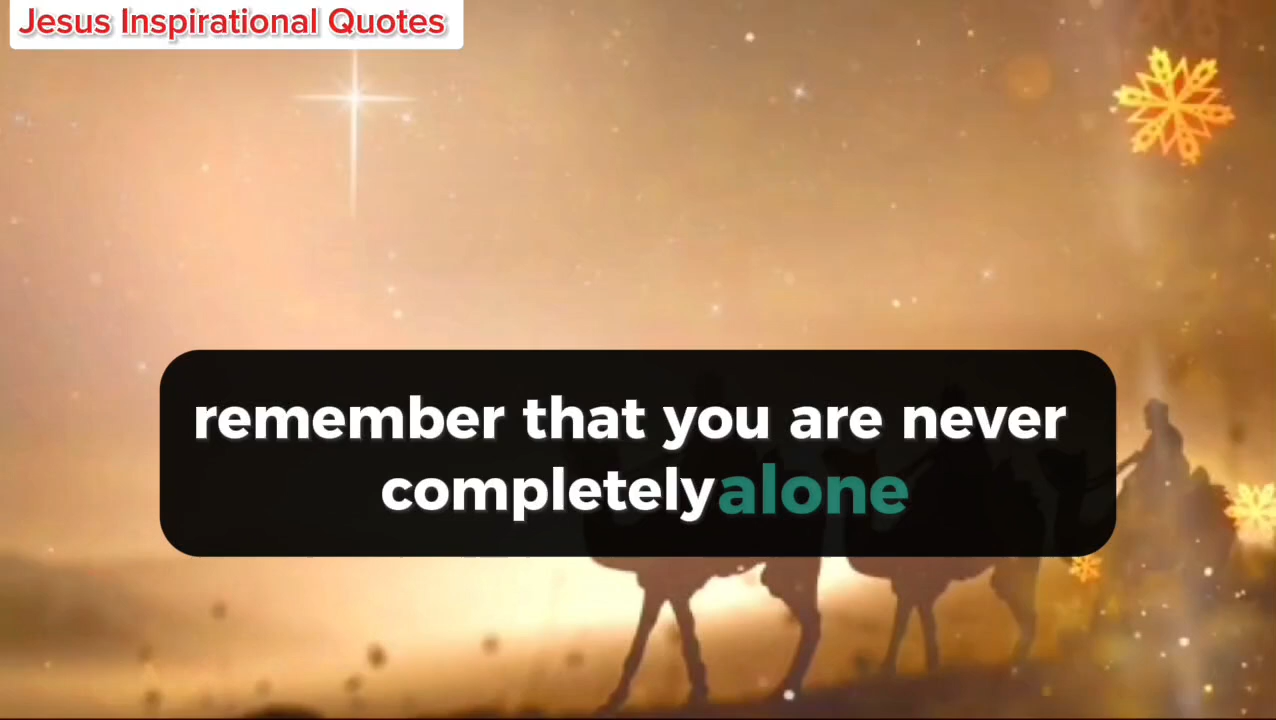 Jesus Inspirational Quotes
remember that you are never
completely alone